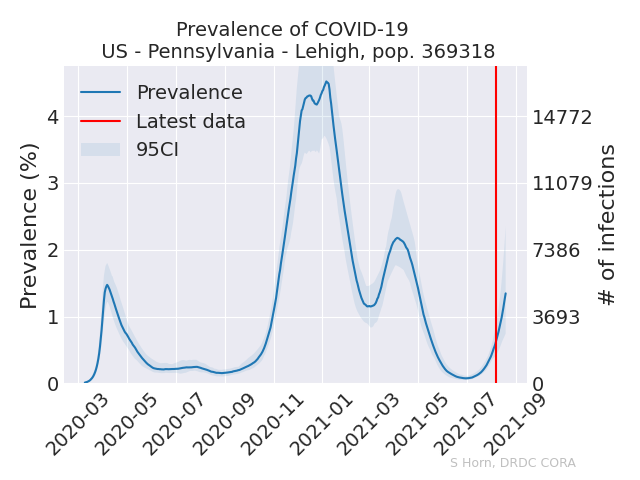 Prevalence of COVID-19
US - Pennsylvania - Lehigh, pop. 369318
Prevalence
Latest data
95CI
Prevalence (%)
4
3
2
1
0
14772
11079
7386
3693
0
# of infections
2020-03
2020-05
2020-07
2020-09
2020-11
2021-01
2021-03
2021-05
2021-07
2021-09
S Horn, DRDC CORA